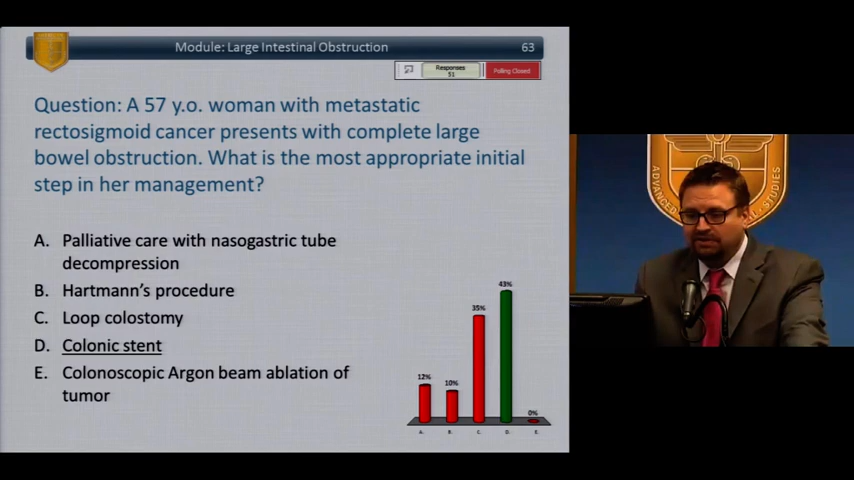 Module: Large Intestinal Obstruction
63
Responses
51
Polling Closed
Question: A 57 y.o. woman with metastatic
rectosigmoid cancer presents with complete large
bowel obstruction. What is the most appropriate initial
step in her management?
A. Palliative care with nasogastric tube
decompression
B. Hartmann's procedure
C. Loop colostomy
D. Colonic stent
E. Colonoscopic Argon beam ablation of
tumor
12%
10%
35%
43%
0%
A.
B.
C.
D.
E.
ADVANCED
STUDIES